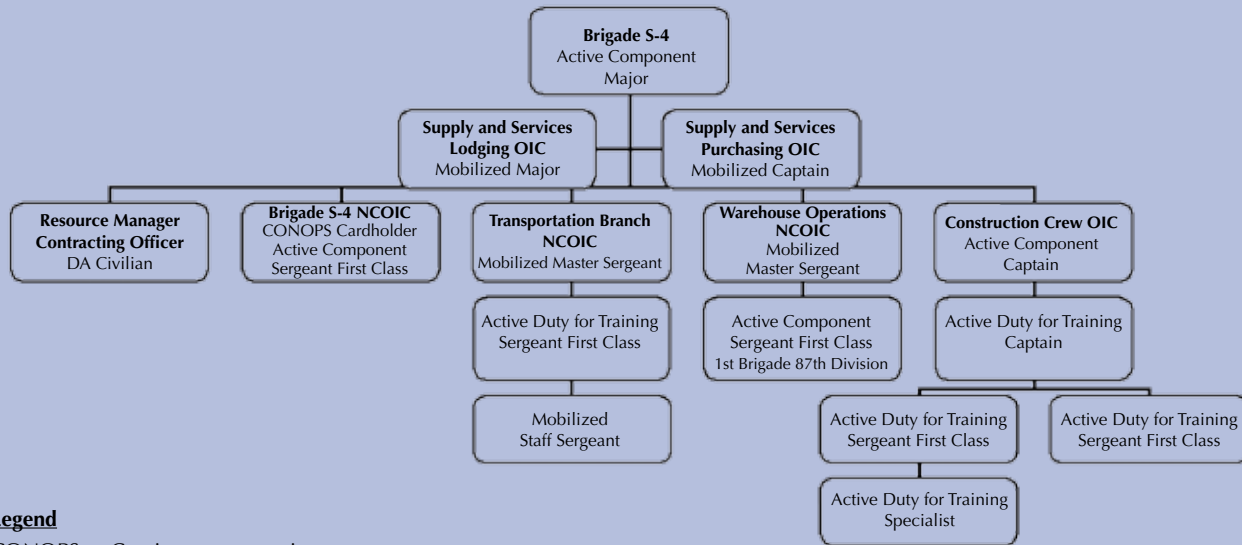 Brigade S-4
Active Component
Major
Supply and Services
Lodging OIC
Mobilized Major
Supply and Services
Purchasing OIC
Mobilized Captain
Resource Manager
Contracting Officer
DA Civilian
Brigade S-4 NCOIC
CONOPS Cardholder
Active Component
Sergeant First Class
Transportation Branch
NCOIC
Mobilized Master Sergeant
Warehouse Operations
NCOIC
Mobilized
Master Sergeant
Construction Crew OIC
Active Component
Captain
Active Duty for Training
Sergeant First Class
Active Component
Sergeant First Class
1st Brigade 87th Division
Active Duty for Training
Captain
Mobilized
Staff Sergeant
Active Duty for Training
Sergeant First Class
Active Duty for Training
Sergeant First Class
Active Duty for Training
Specialist